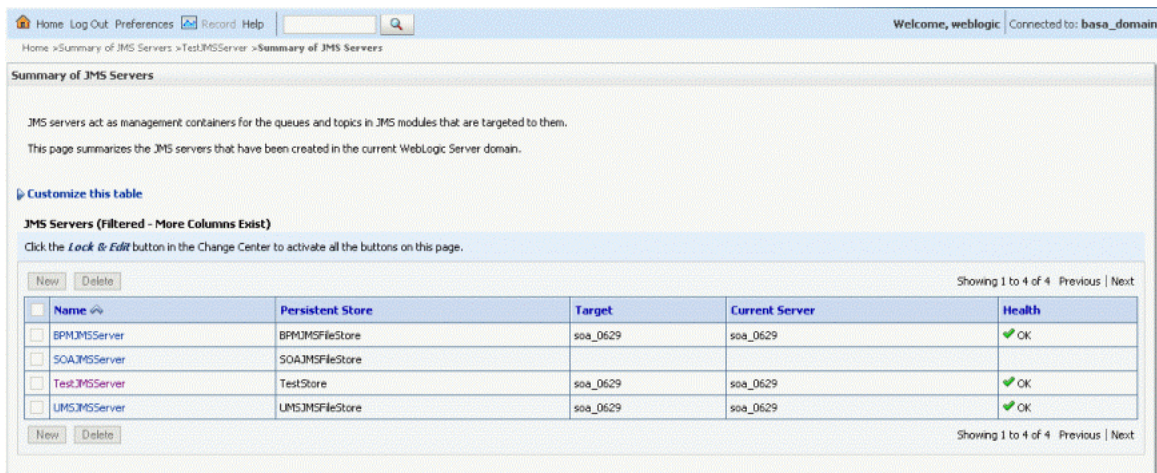 Home Log Out Preferences Record Help Welcome, weblogic Connected to: basa_domain
Home >Summary of JMS Servers >TestJMSServer >Summary of JMS Servers
Summary of JMS Servers
JMS servers act as management containers for the queues and topics in JMS modules that are targeted to them.
This page summarizes the JMS servers that have been created in the current WebLogic Server domain.
Customize this table
JMS Servers (Filtered - More Columns Exist)
Click the Lock & Edit button in the Change Center to activate all the buttons on this page.
New Delete Showing 1 to 4 of 4 Previous | Next
Name Persistent Store Target Current Server Health
BPMJMSServer BPMJMSFileStore soa_0629 soa_0629 OK
SOAJMSServer SOAJMSFileStore
TestJMSServer TestStore soa_0629 soa_0629 OK
UMSJMSServer UMSJMSFileStore soa_0629 soa_0629 OK
New Delete Showing 1 to 4 of 4 Previous | Next